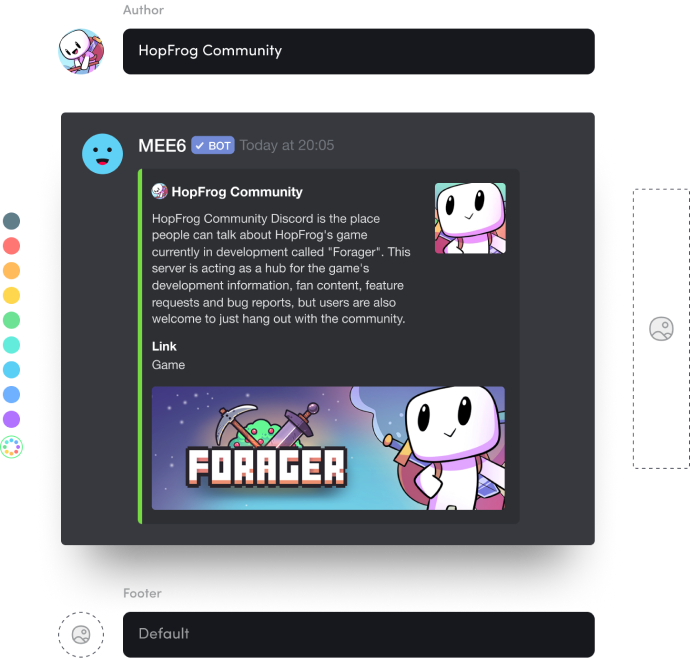 Author
HopFrog Community
MEE6 ✓ BOT Today at 20:05
HopFrog Community
HopFrog Community Discord is the place
people can talk about HopFrog's game
currently in development called "Forager". This
server is acting as a hub for the game's
development information, fan content, feature
requests and bug reports, but users are also
welcome to just hang out with the community.
Link
Game
FORAGER
Footer
Default